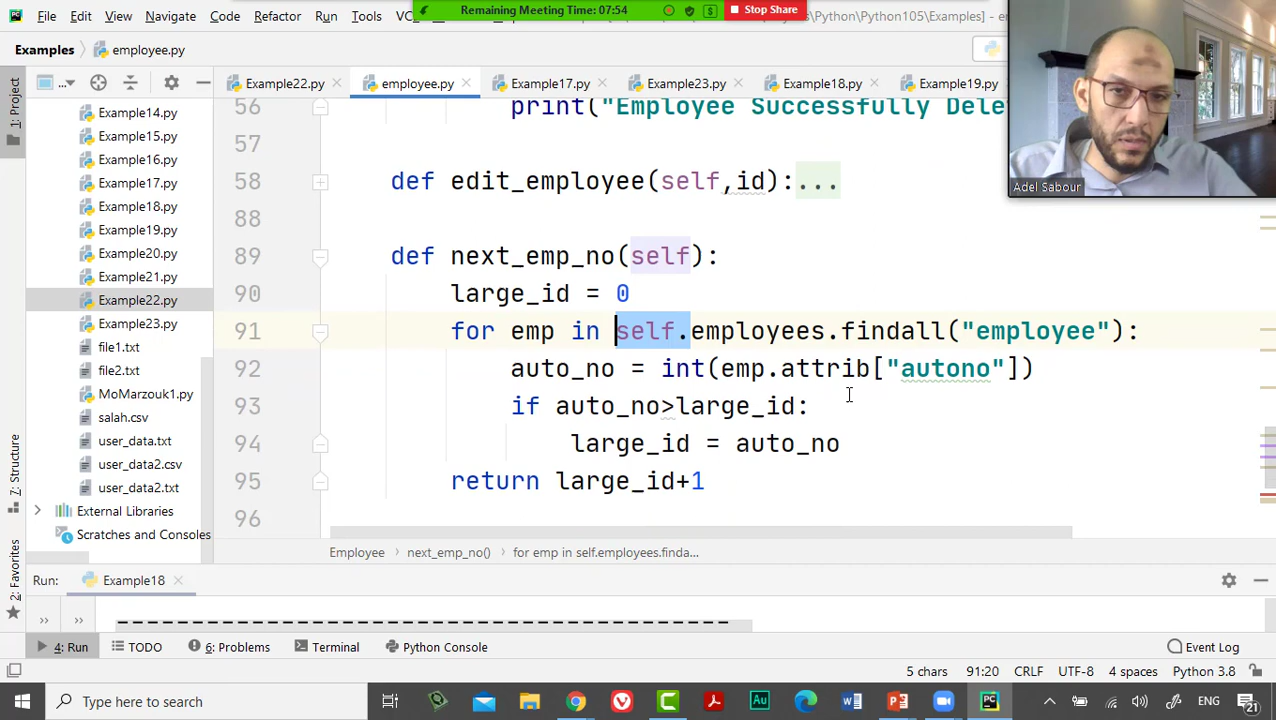 Remaining Meeting Time: 07:54
Stop Share
File Edit View Navigate Code Refactor Run Tools
\Python\Python105\Examples] - e
Examples
employee.py
Example22.py
employee.py
Example17.py
Example23.py
Example18.py
Example19.py
1: Project
Example14.py
Example15.py
Example16.py
Example17.py
Example18.py
Example19.py
Example20.py
Example21.py
Example22.py
Example23.py
file1.txt
file2.txt
MoMarzouk1.py
salah.csv
user_data.txt
user_data2.csv
user_data2.txt
External Libraries
Scratches and Consoles
7: Structure
2: Favorites
56 print("Employee Successfully Dele
57
58 def edit_employee(self,id):...
88
89 def next_emp_no(self):
90 large_id = 0
91 for emp in self.employees.findall("employee"):
92 auto_no = int(emp.attrib["autono"])
93 if auto_no>large_id:
94 large_id = auto_no
95 return large_id+1
96
Adel Sabour
Employee > next_emp_no() > for emp in self.employees.finda...
Run: Example18
----------------------------------------
4: Run TODO 6: Problems Terminal Python Console Event Log
5 chars 91:20 CRLF UTF-8 4 spaces Python 3.8
Type here to search
ENG
21